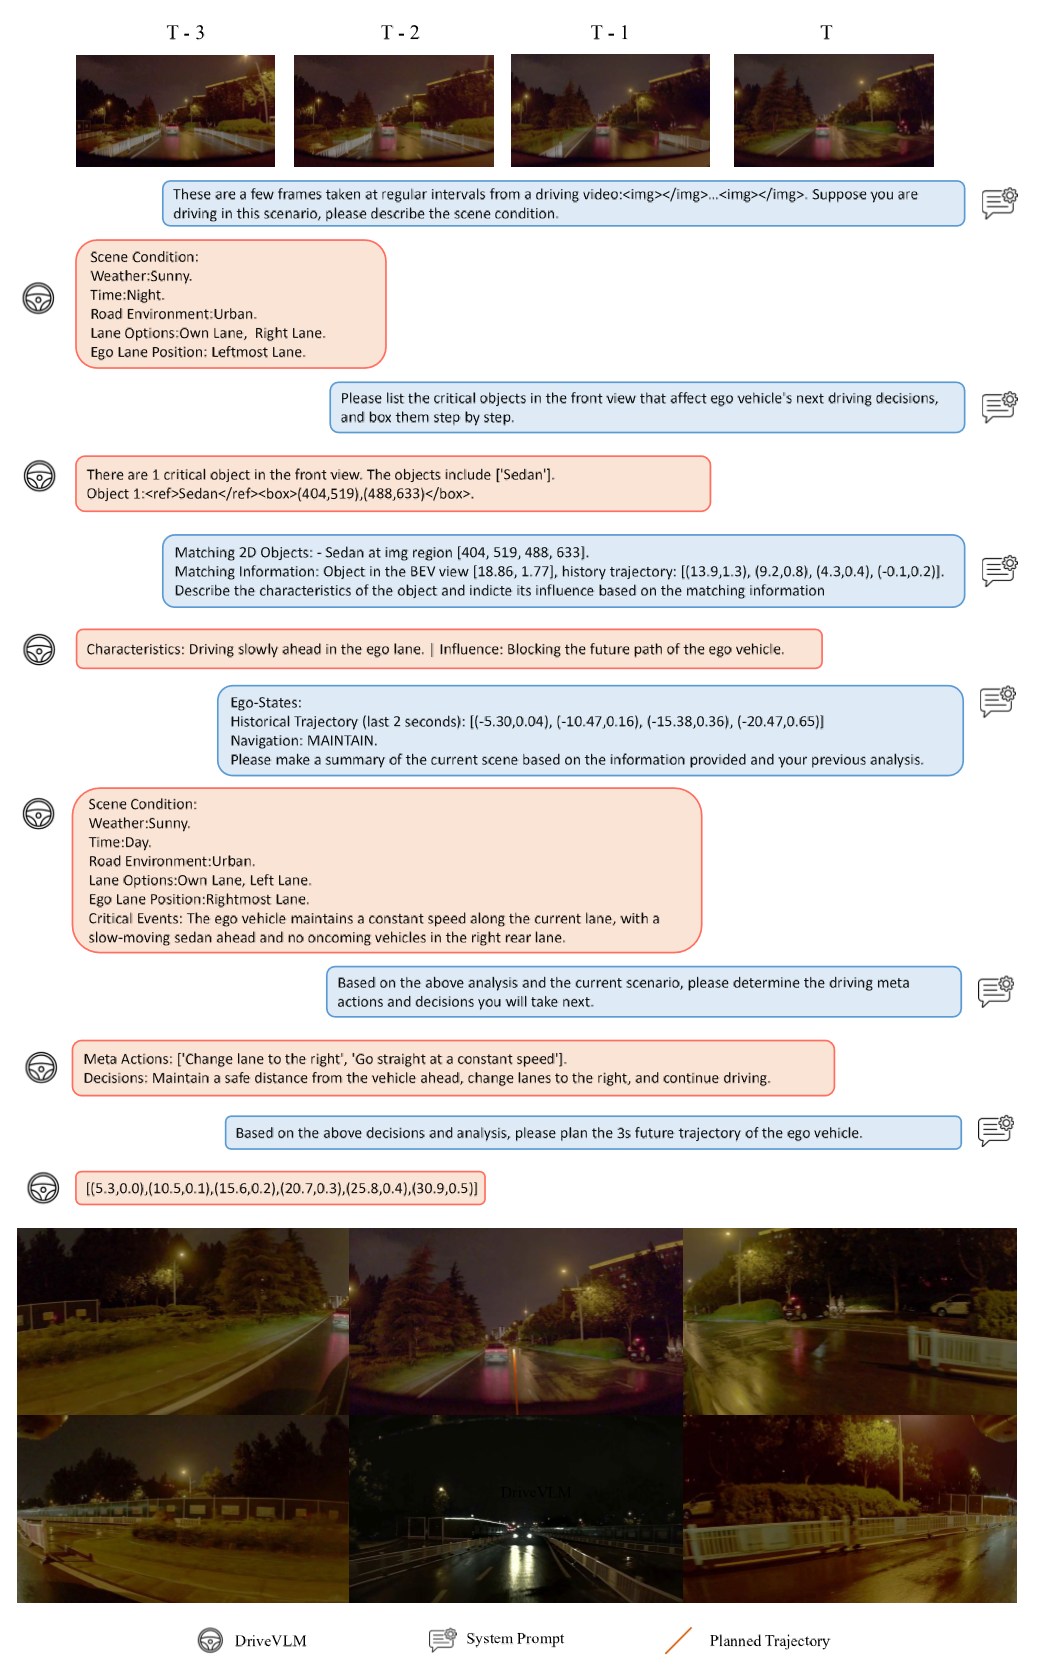 T - 3
T - 2
T - 1
T
These are a few frames taken at regular intervals from a driving video:<img></img>...<img></img>. Suppose you are
driving in this scenario, please describe the scene condition.
Scene Condition:
Weather:Sunny.
Time:Night.
Road Environment:Urban.
Lane Options:Own Lane, Right Lane.
Ego Lane Position: Leftmost Lane.
Please list the critical objects in the front view that affect ego vehicle's next driving decisions,
and box them step by step.
There are 1 critical object in the front view. The objects include ['Sedan'].
Object 1:<ref>Sedan</ref><box>(404,519),(488,633)</box>.
Matching 2D Objects: - Sedan at img region [404, 519, 488, 633].
Matching Information: Object in the BEV view [18.86, 1.77], history trajectory: [(13.9,1.3), (9.2,0.8), (4.3,0.4), (-0.1,0.2)].
Describe the characteristics of the object and indicte its influence based on the matching information
Characteristics: Driving slowly ahead in the ego lane. | Influence: Blocking the future path of the ego vehicle.
Ego-States:
Historical Trajectory (last 2 seconds): [(-5.30,0.04), (-10.47,0.16), (-15.38,0.36), (-20.47,0.65)]
Navigation: MAINTAIN.
Please make a summary of the current scene based on the information provided and your previous analysis.
Scene Condition:
Weather:Sunny.
Time:Day.
Road Environment:Urban.
Lane Options:Own Lane, Left Lane.
Ego Lane Position:Rightmost Lane.
Critical Events: The ego vehicle maintains a constant speed along the current lane, with a
slow-moving sedan ahead and no oncoming vehicles in the right rear lane.
Based on the above analysis and the current scenario, please determine the driving meta
actions and decisions you will take next.
Meta Actions: ['Change lane to the right', 'Go straight at a constant speed'].
Decisions: Maintain a safe distance from the vehicle ahead, change lanes to the right, and continue driving.
Based on the above decisions and analysis, please plan the 3s future trajectory of the ego vehicle.
[(5.3,0.0),(10.5,0.1),(15.6,0.2),(20.7,0.3),(25.8,0.4),(30.9,0.5)]
DriveVLM
DriveVLM
System Prompt
Planned Trajectory